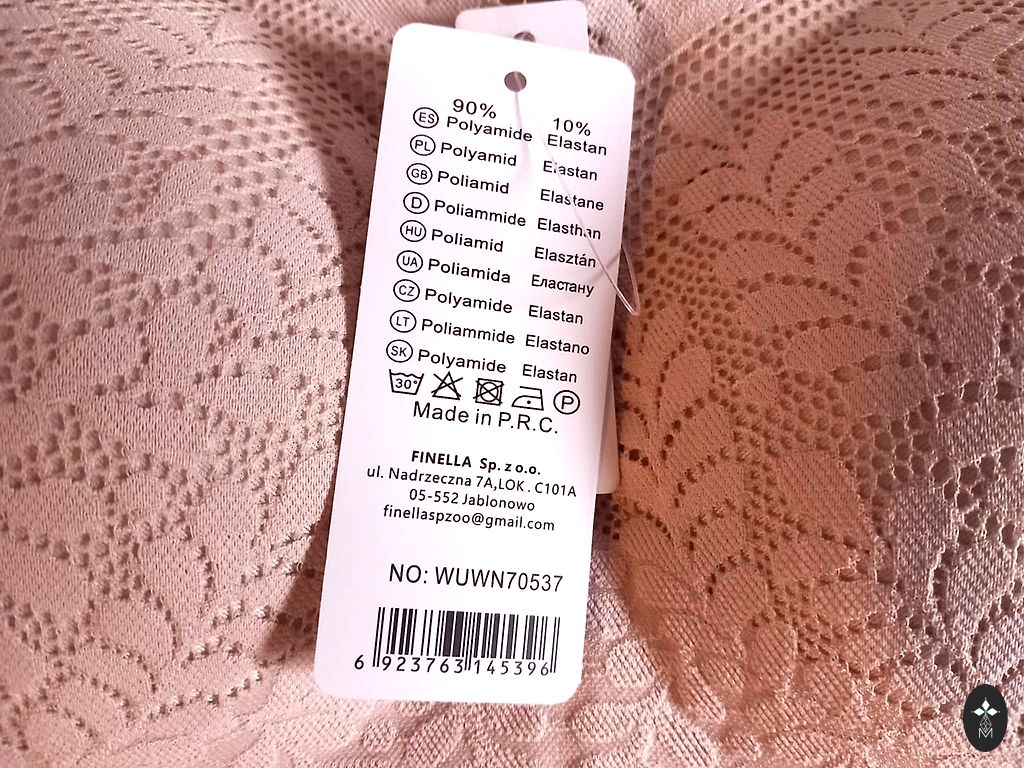 90% 10%
ES Polyamide Elastan
PL Polyamid Elastan
GB Poliamid Elastane
D Poliammide Elasthan
HU Poliamid Elasztán
UA Poliamida Еластану
CZ Polyamide Elastan
LT Poliammide Elastano
SK Polyamide Elastan
30° P
Made in P.R.C.
FINELLA Sp. z o.o.
ul. Nadrzeczna 7A,LOK. C101A
05-552 Jablonowo
finellaspzoo@gmail.com
NO: WUWN70537
6 923763 145396
M